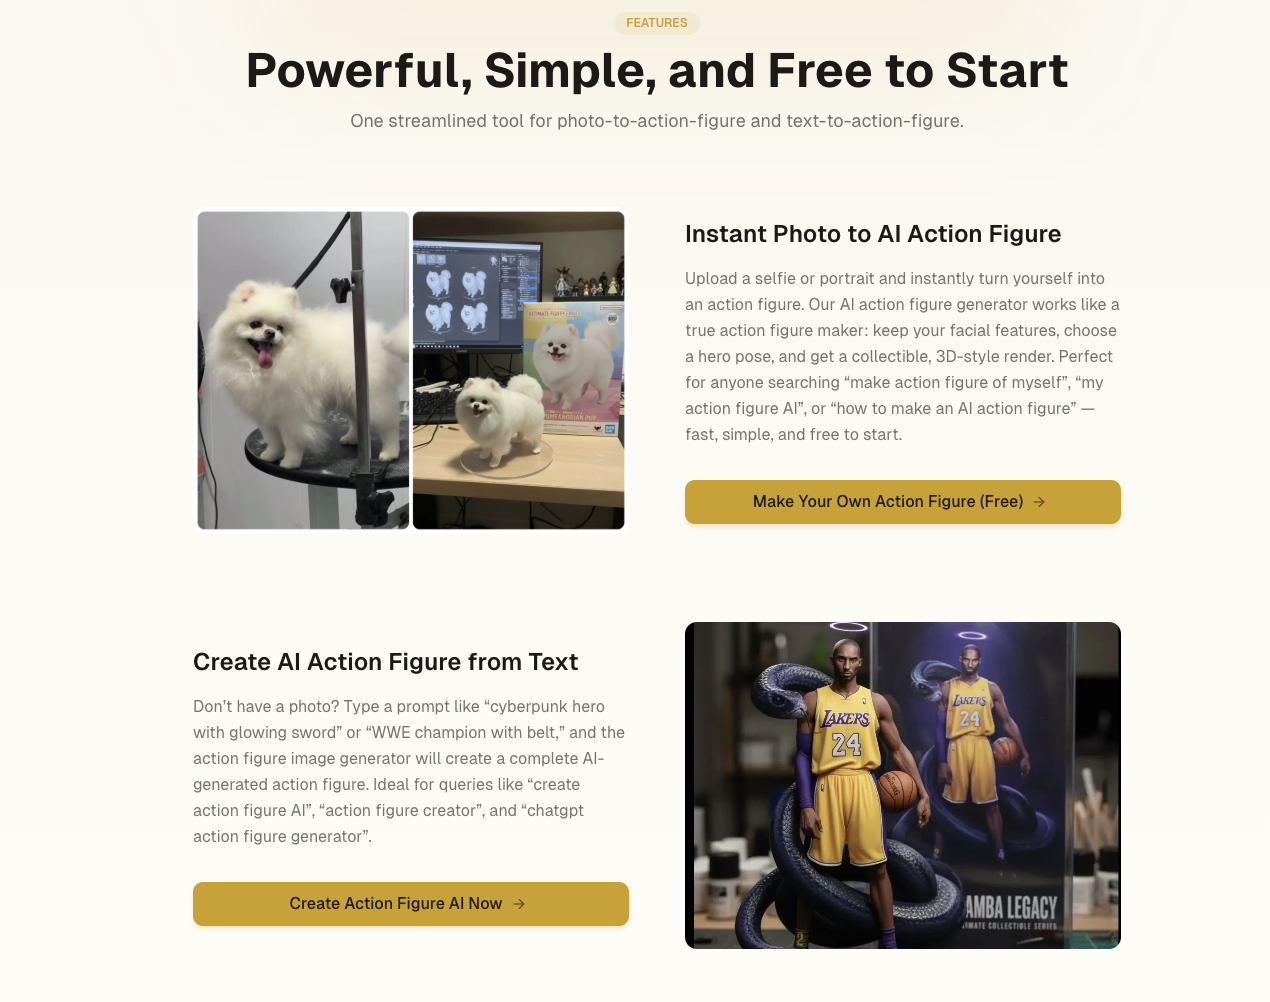 FEATURES
Powerful, Simple, and Free to Start
One streamlined tool for photo-to-action-figure and text-to-action-figure.
Instant Photo to AI Action Figure
Upload a selfie or portrait and instantly turn yourself into
an action figure. Our AI action figure generator works like a
true action figure maker: keep your facial features, choose
a hero pose, and get a collectible, 3D-style render. Perfect
for anyone searching “make action figure of myself”, “my
action figure AI”, or “how to make an AI action figure” —
fast, simple, and free to start.
Make Your Own Action Figure (Free) →
Create AI Action Figure from Text
Don’t have a photo? Type a prompt like “cyberpunk hero
with glowing sword” or “WWE champion with belt,” and the
action figure image generator will create a complete AI-
generated action figure. Ideal for queries like “create
action figure AI”, “action figure creator”, and “chatgpt
action figure generator”.
Create Action Figure AI Now →
LAKERS
24
LAKERS
24
AMBA LEGACY
IMATE COLLECTIBLE SERIES